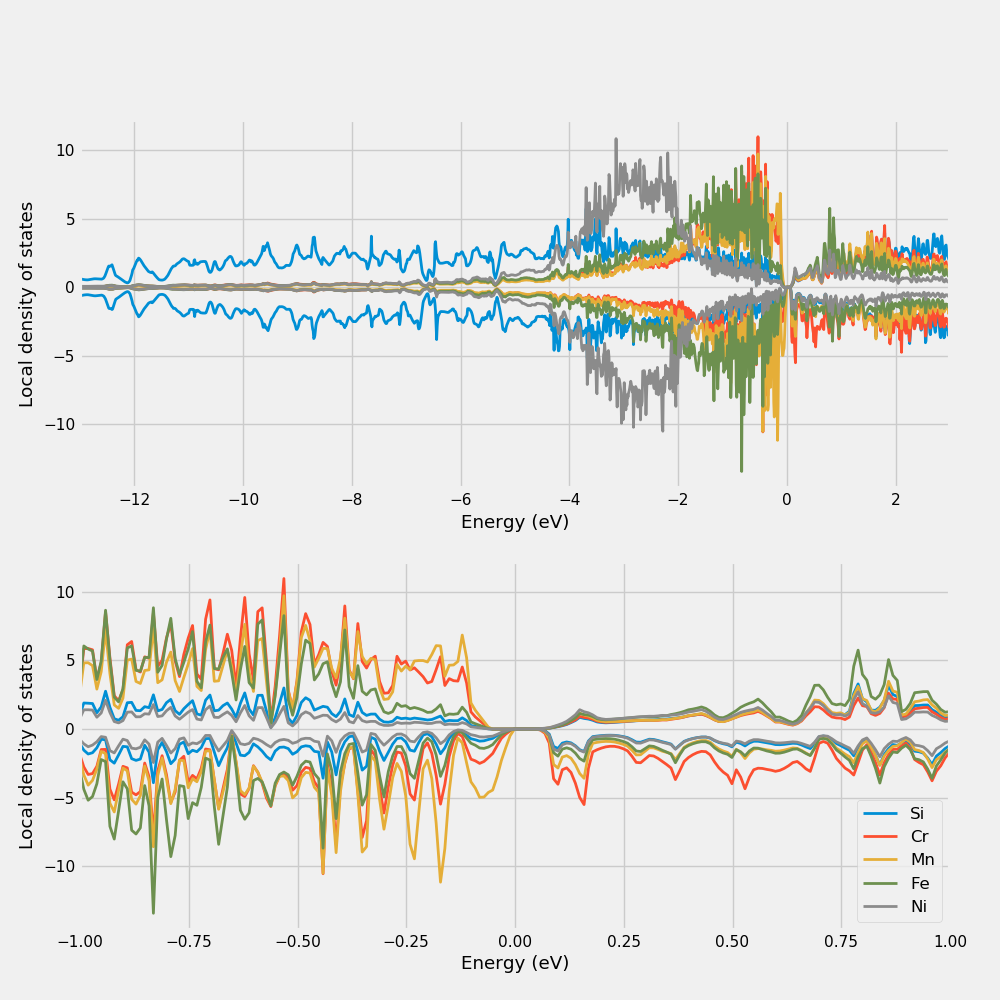 10
5
0
−5
−10
Local density of states
−12 −10 −8 −6 −4 −2 0 2
Energy (eV)
10
5
0
−5
−10
Local density of states
Si
Cr
Mn
Fe
Ni
−1.00 −0.75 −0.50 −0.25 0.00 0.25 0.50 0.75 1.00
Energy (eV)